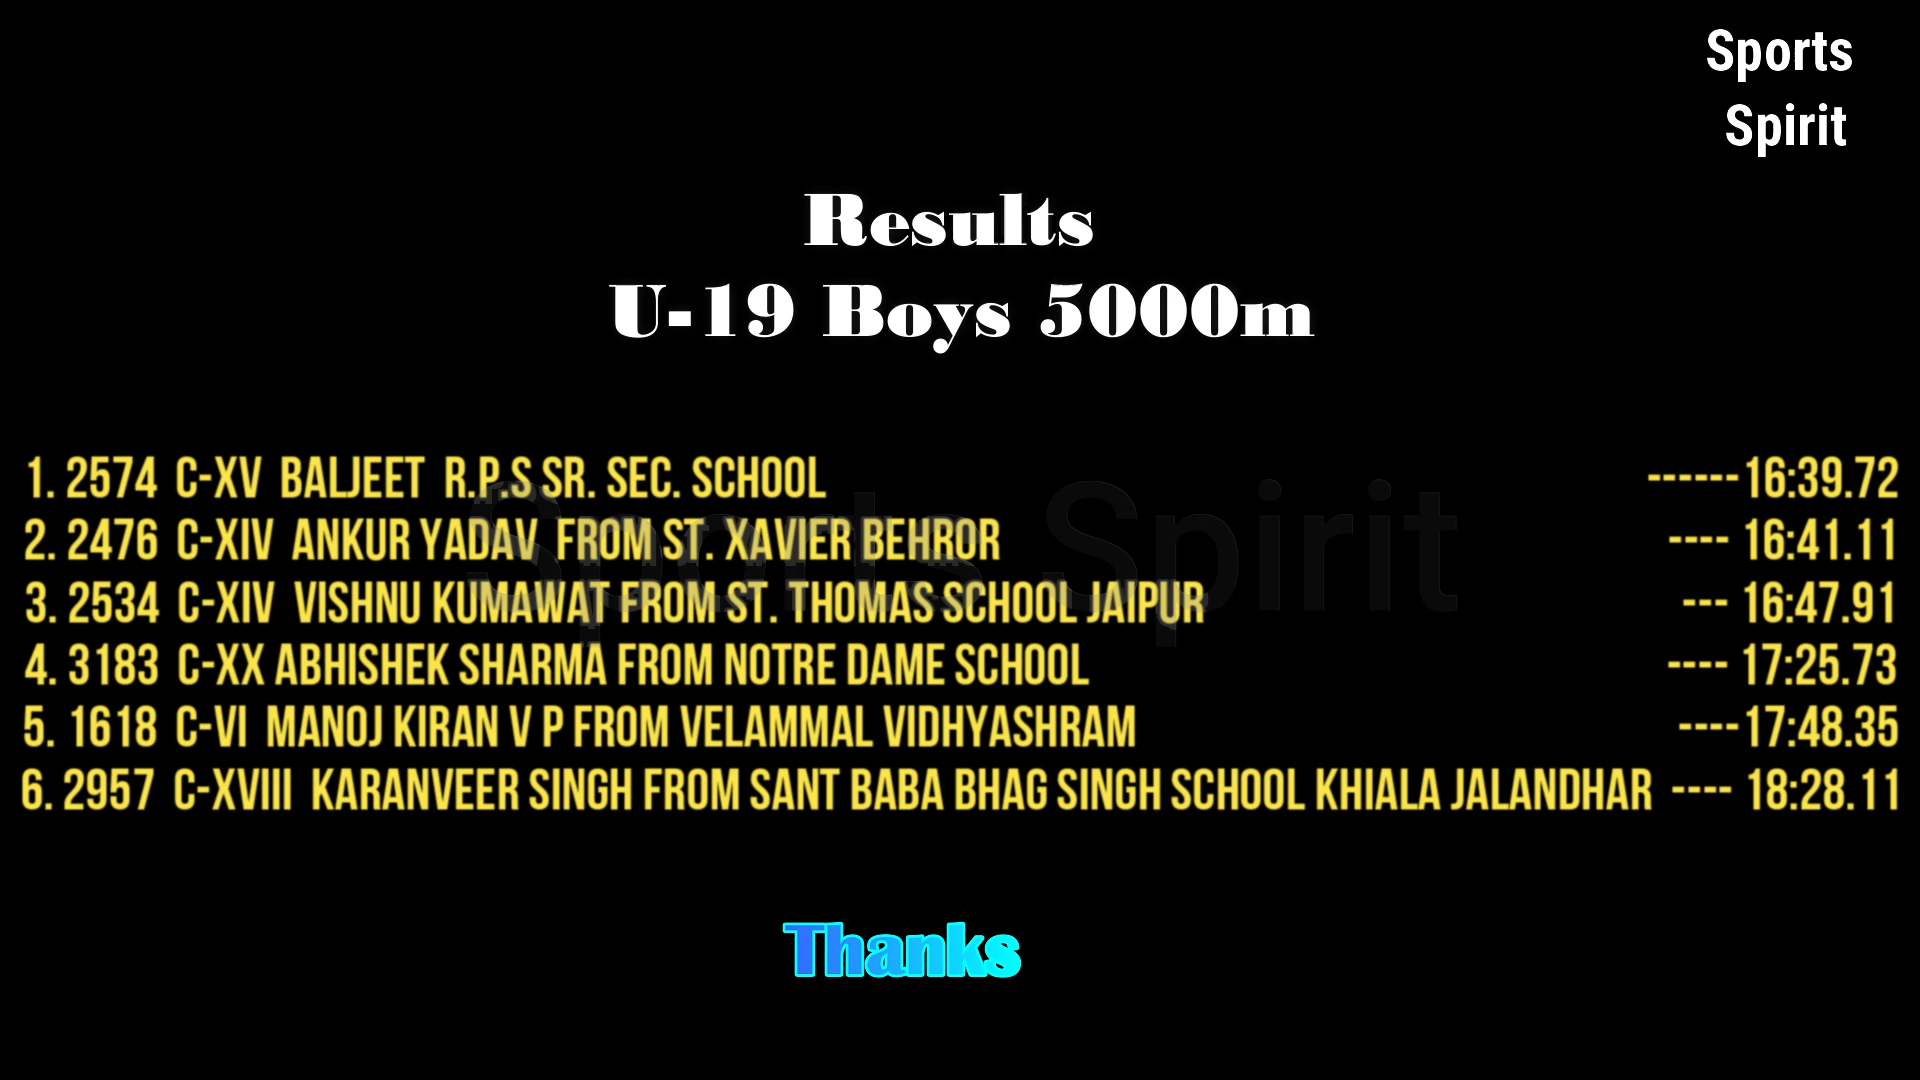 Sports
Spirit
Results
U-19 Boys 5000m
1. 2574 C-XV BALJEET R.P.S SR. SEC. SCHOOL ------16:39.72
2. 2476 C-XIV ANKUR YADAV FROM ST. XAVIER BEHROR ---- 16:41.11
3. 2534 C-XIV VISHNU KUMAWAT FROM ST. THOMAS SCHOOL JAIPUR --- 16:47.91
4. 3183 C-XX ABHISHEK SHARMA FROM NOTRE DAME SCHOOL ---- 17:25.73
5. 1618 C-VI MANOJ KIRAN V P FROM VELAMMAL VIDHYASHRAM ----17:48.35
6. 2957 C-XVIII KARANVEER SINGH FROM SANT BABA BHAG SINGH SCHOOL KHIALA JALANDHAR ---- 18:28.11
Sports Spirit
Thanks